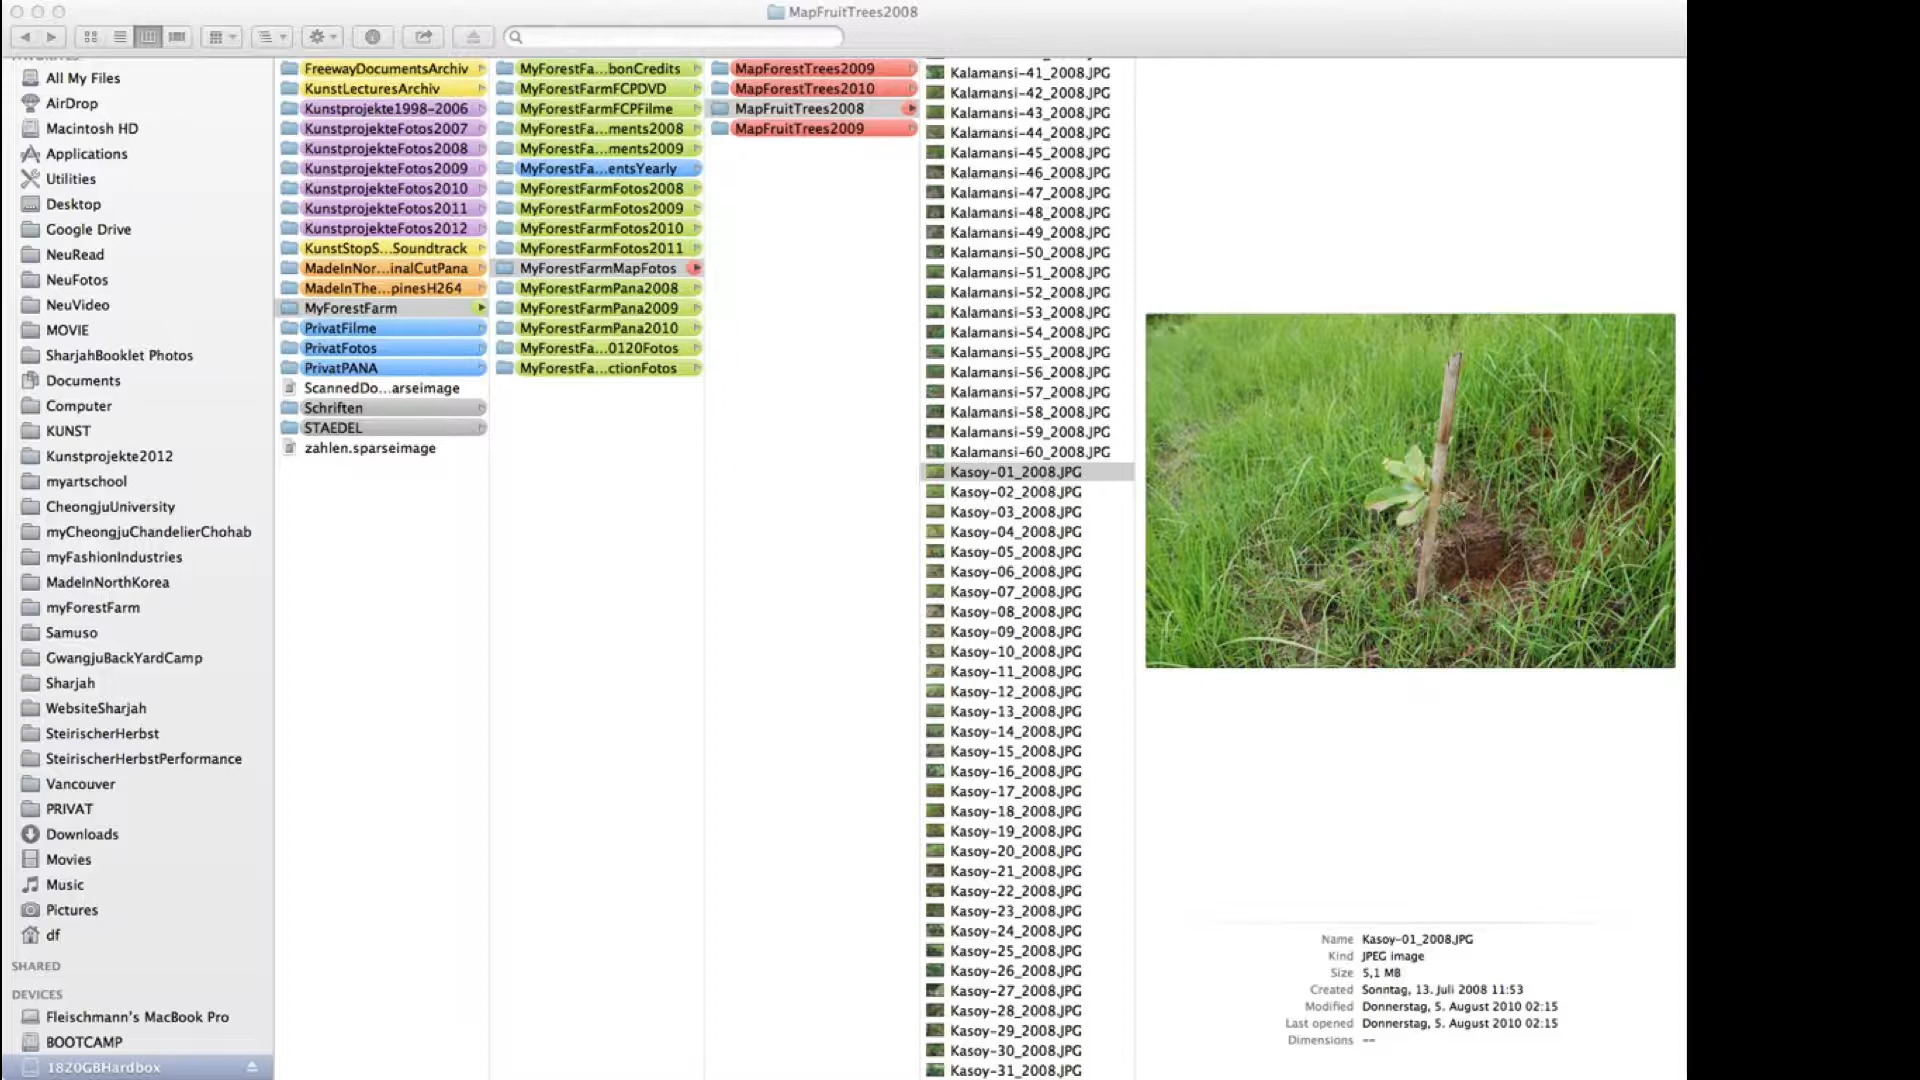 MapFruitTrees2008
All My Files
AirDrop
Macintosh HD
Applications
Utilities
Desktop
Google Drive
NeuRead
NeuFotos
NeuVideo
MOVIE
SharjahBooklet Photos
Documents
Computer
KUNST
Kunstprojekte2012
myartschool
CheongjuUniversity
myCheongjuChandelierChohab
myFashionIndustries
MadeInNorthKorea
myForestFarm
Samuso
GwangjuBackYardCamp
Sharjah
WebsiteSharjah
SteirischerHerbst
SteirischerHerbstPerformance
Vancouver
PRIVAT
Downloads
Movies
Music
Pictures
df
SHARED
DEVICES
Fleischmann's MacBook Pro
BOOTCAMP
1820GBHardbox
FreewayDocumentsArchiv
KunstLecturesArchiv
Kunstprojekte1998-2006
KunstprojekteFotos2007
KunstprojekteFotos2008
KunstprojekteFotos2009
KunstprojekteFotos2010
KunstprojekteFotos2011
KunstprojekteFotos2012
KunstStopS...Soundtrack
MadeInNor...inalCutPana
MadeInThe...pinesH264
MyForestFarm
PrivatFilme
PrivatFotos
PrivatPANA
ScannedDo...arseimage
Schriften
STAEDEL
zahlen.sparseimage
MyForestFa...bonCredits
MyForestFarmFCPDVD
MyForestFarmFCPFilme
MyForestFa...ments2008
MyForestFa...ments2009
MyForestFa...entsYearly
MyForestFarmFotos2008
MyForestFarmFotos2009
MyForestFarmFotos2010
MyForestFarmFotos2011
MyForestFarmMapFotos
MyForestFarmPana2008
MyForestFarmPana2009
MyForestFarmPana2010
MyForestFa...0120Fotos
MyForestFa...ctionFotos
MapForestTrees2009
MapForestTrees2010
MapFruitTrees2008
MapFruitTrees2009
Kalamansi-41_2008.JPG
Kalamansi-42_2008.JPG
Kalamansi-43_2008.JPG
Kalamansi-44_2008.JPG
Kalamansi-45_2008.JPG
Kalamansi-46_2008.JPG
Kalamansi-47_2008.JPG
Kalamansi-48_2008.JPG
Kalamansi-49_2008.JPG
Kalamansi-50_2008.JPG
Kalamansi-51_2008.JPG
Kalamansi-52_2008.JPG
Kalamansi-53_2008.JPG
Kalamansi-54_2008.JPG
Kalamansi-55_2008.JPG
Kalamansi-56_2008.JPG
Kalamansi-57_2008.JPG
Kalamansi-58_2008.JPG
Kalamansi-59_2008.JPG
Kalamansi-60_2008.JPG
Kasoy-01_2008.JPG
Kasoy-02_2008.JPG
Kasoy-03_2008.JPG
Kasoy-04_2008.JPG
Kasoy-05_2008.JPG
Kasoy-06_2008.JPG
Kasoy-07_2008.JPG
Kasoy-08_2008.JPG
Kasoy-09_2008.JPG
Kasoy-10_2008.JPG
Kasoy-11_2008.JPG
Kasoy-12_2008.JPG
Kasoy-13_2008.JPG
Kasoy-14_2008.JPG
Kasoy-15_2008.JPG
Kasoy-16_2008.JPG
Kasoy-17_2008.JPG
Kasoy-18_2008.JPG
Kasoy-19_2008.JPG
Kasoy-20_2008.JPG
Kasoy-21_2008.JPG
Kasoy-22_2008.JPG
Kasoy-23_2008.JPG
Kasoy-24_2008.JPG
Kasoy-25_2008.JPG
Kasoy-26_2008.JPG
Kasoy-27_2008.JPG
Kasoy-28_2008.JPG
Kasoy-29_2008.JPG
Kasoy-30_2008.JPG
Kasoy-31_2008.JPG
Name Kasoy-01_2008.JPG
Kind JPEG image
Size 5,1 MB
Created Sonntag, 13. Juli 2008 11:53
Modified Donnerstag, 5. August 2010 02:15
Last opened Donnerstag, 5. August 2010 02:15
Dimensions --